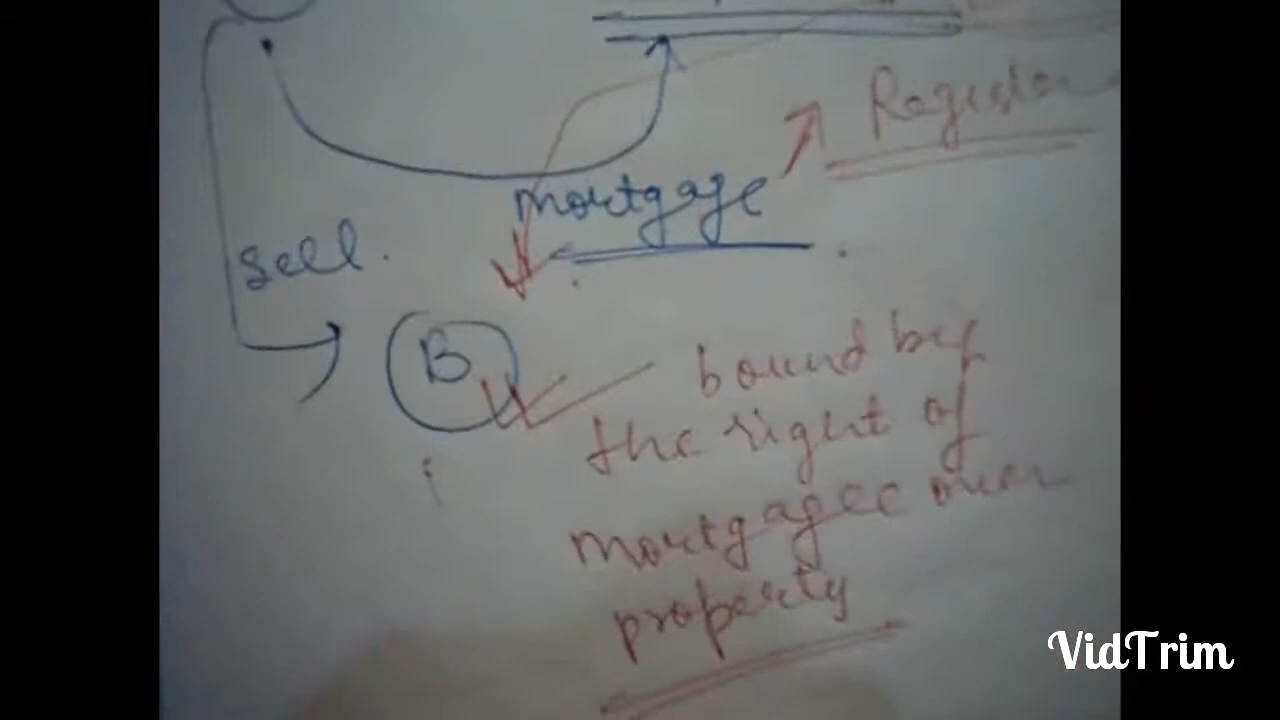 Register
mortgage
Sell.
B
bound by
the right of
mortgagee over
property
VidTrim